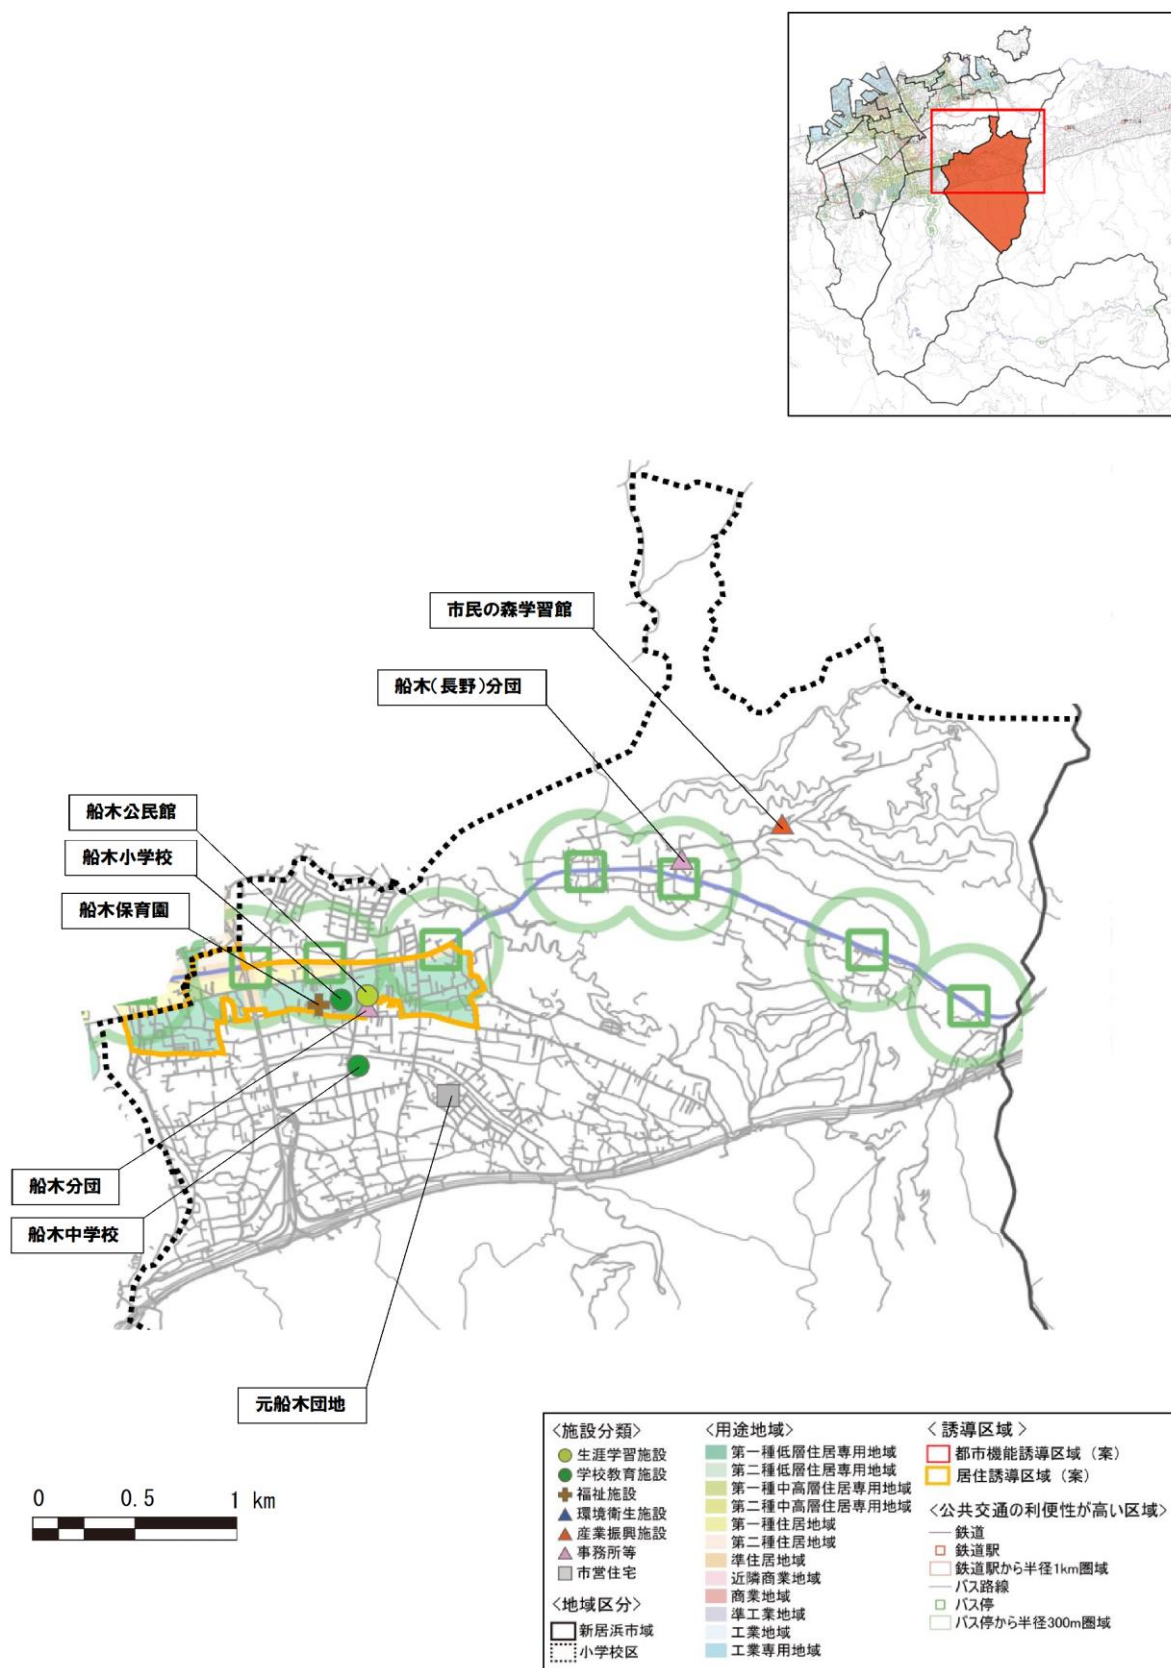 市民の森学習館
船木(長野)分団
船木公民館
船木小学校
船木保育園
船木分団
船木中学校
元船木団地
0 0.5 1 km
<施設分類>
生涯学習施設
学校教育施設
福祉施設
環境衛生施設
産業振興施設
事務所等
市営住宅
<地域区分>
新居浜市域
小学校区
<用途地域>
第一種低層住居専用地域
第二種低層住居専用地域
第一種中高層住居専用地域
第二種中高層住居専用地域
第一種住居地域
第二種住居地域
準住居地域
近隣商業地域
商業地域
準工業地域
工業地域
工業専用地域
<誘導区域>
都市機能誘導区域(案)
居住誘導区域(案)
<公共交通の利便性が高い区域>
鉄道
鉄道駅
鉄道駅から半径1km圏域
バス路線
バス停
バス停から半径300m圏域